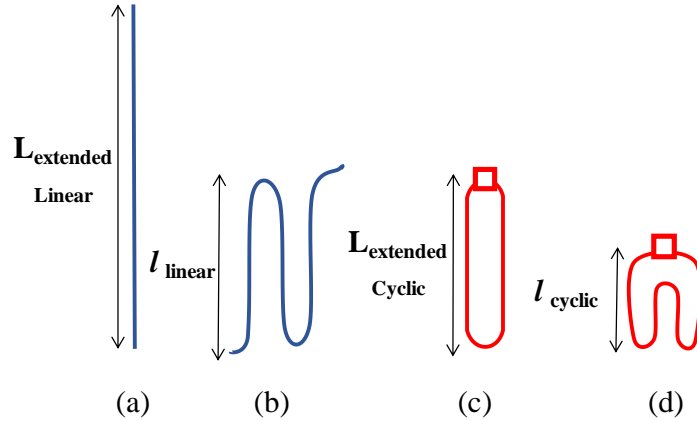 L extended
Linear
l linear
L extended
Cyclic
l cyclic
(a) (b) (c) (d)